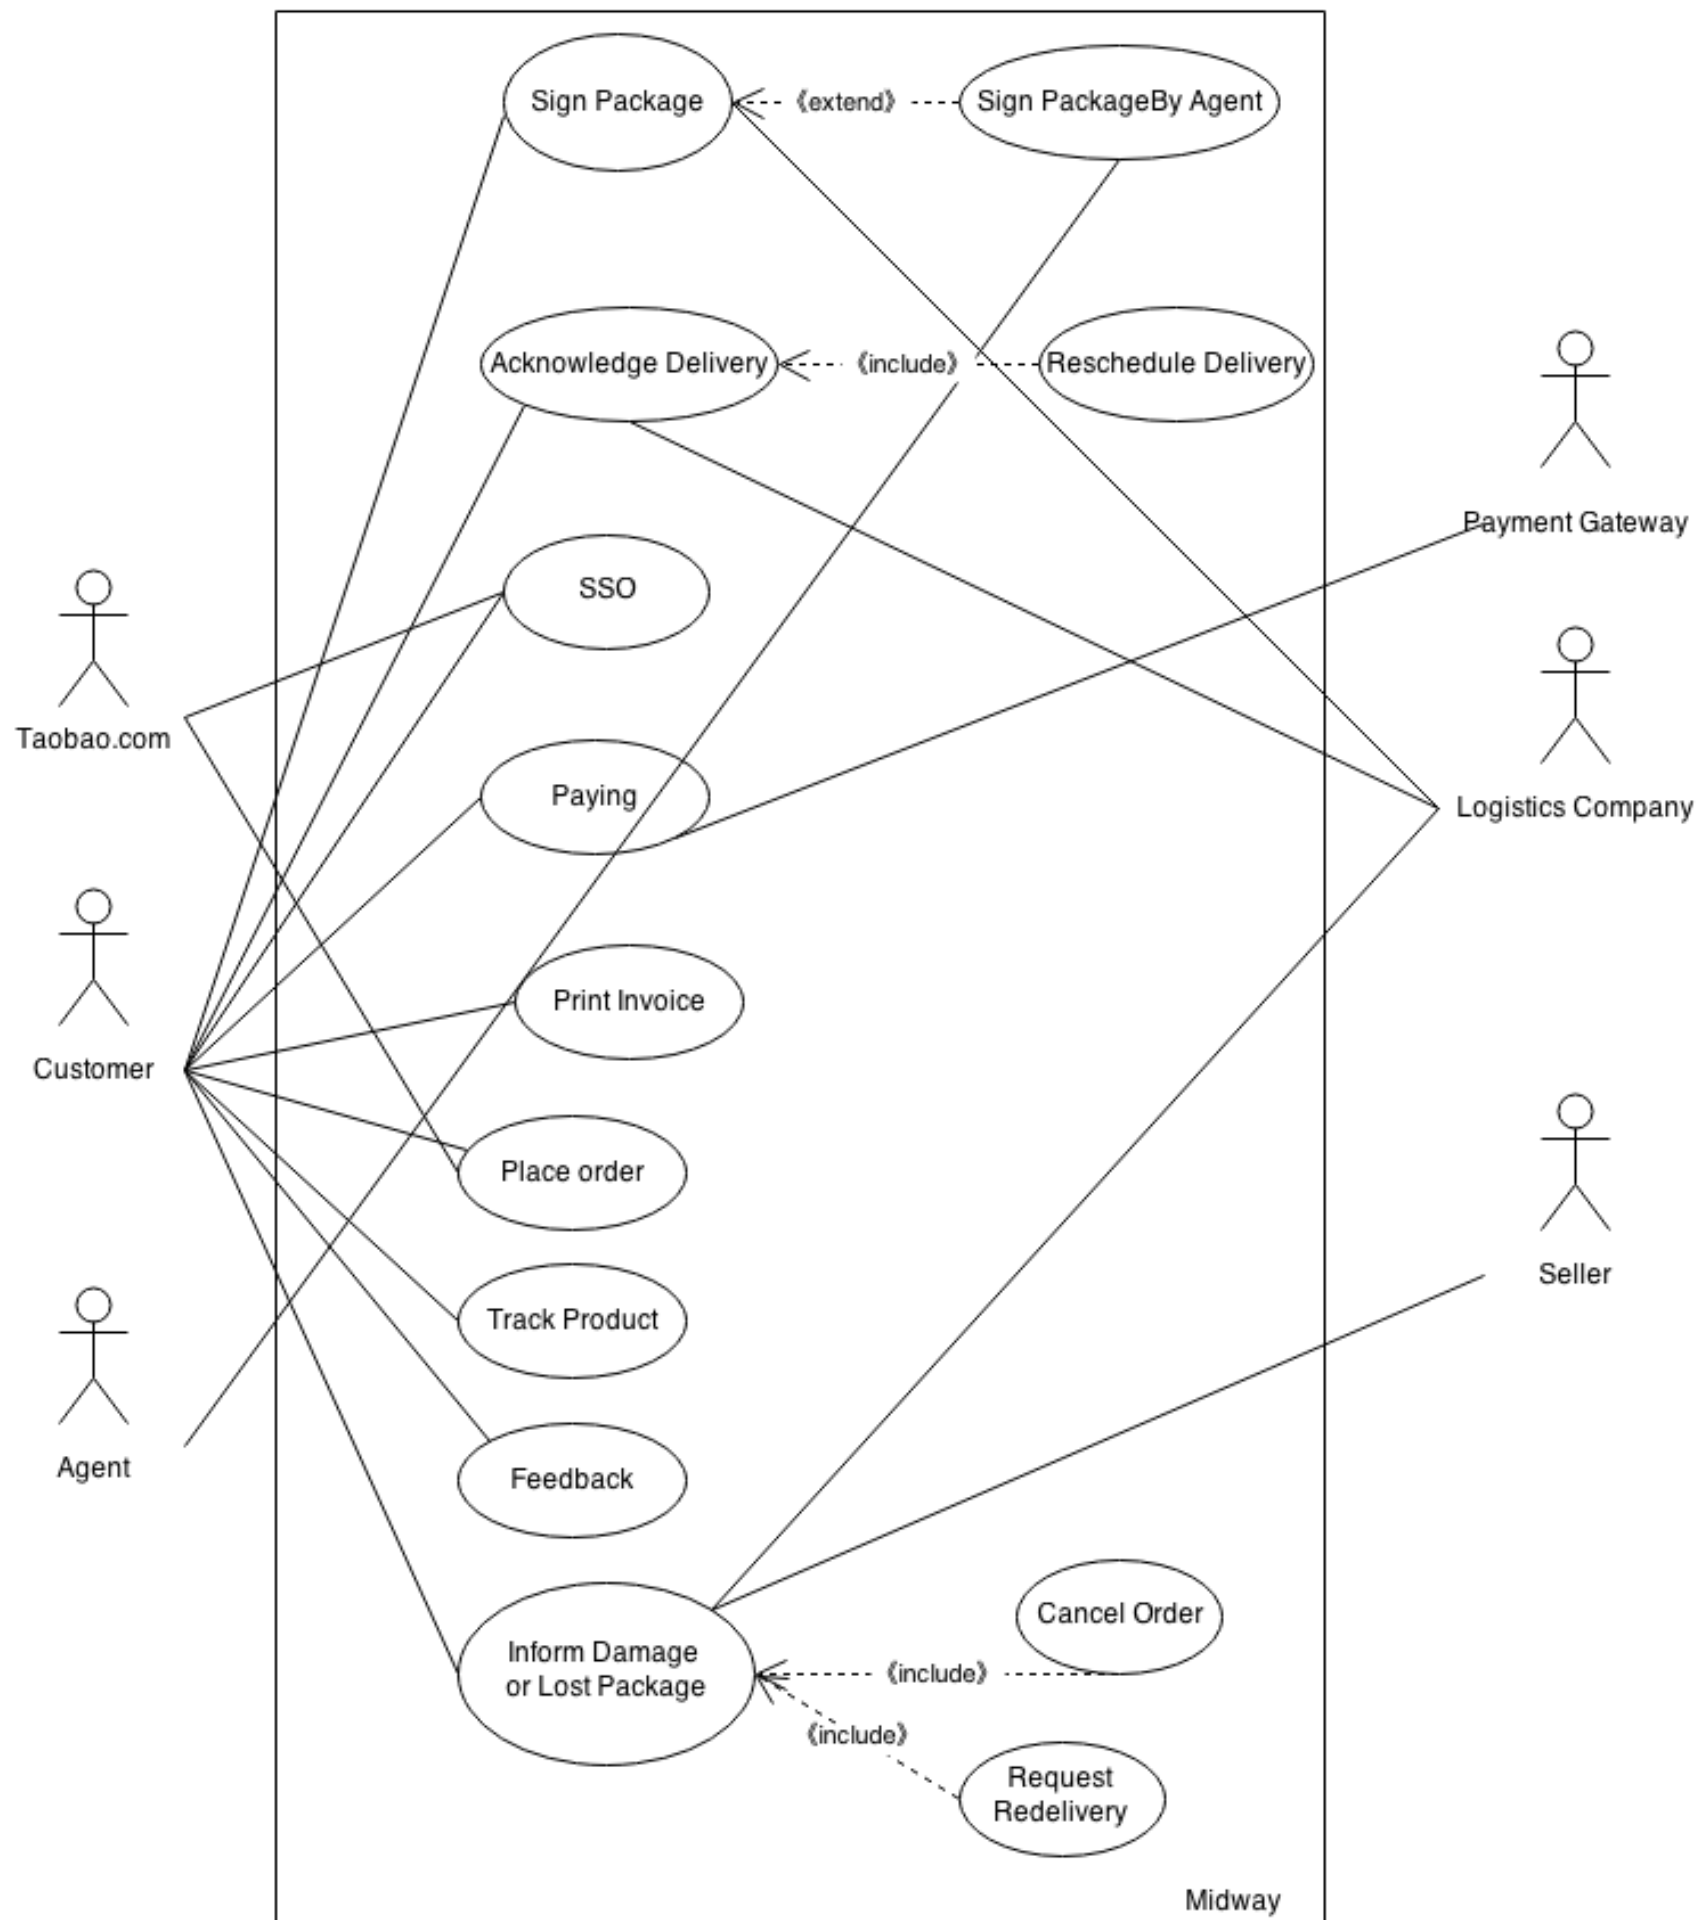 Sign Package
《extend》
Sign PackageBy Agent
Acknowledge Delivery
《include》
Reschedule Delivery
Payment Gateway
SSO
Taobao.com
Paying
Logistics Company
Print Invoice
Customer
Place order
Seller
Track Product
Agent
Feedback
Cancel Order
Inform Damage
or Lost Package
《include》
《include》
Request
Redelivery
Midway